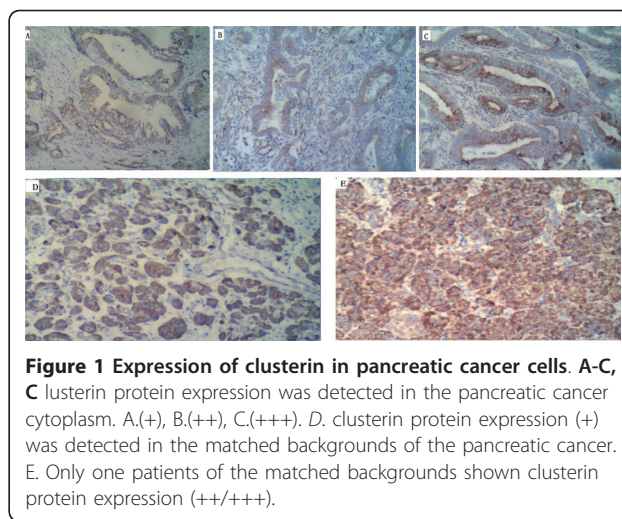 A
B
C
D
E
Figure 1 Expression of clusterin in pancreatic cancer cells. A-C,
C lusterin protein expression was detected in the pancreatic cancer
cytoplasm. A.(+), B.(++), C.(+++). D. clusterin protein expression (+)
was detected in the matched backgrounds of the pancreatic cancer.
E. Only one patients of the matched backgrounds shown clusterin
protein expression (++/+++).